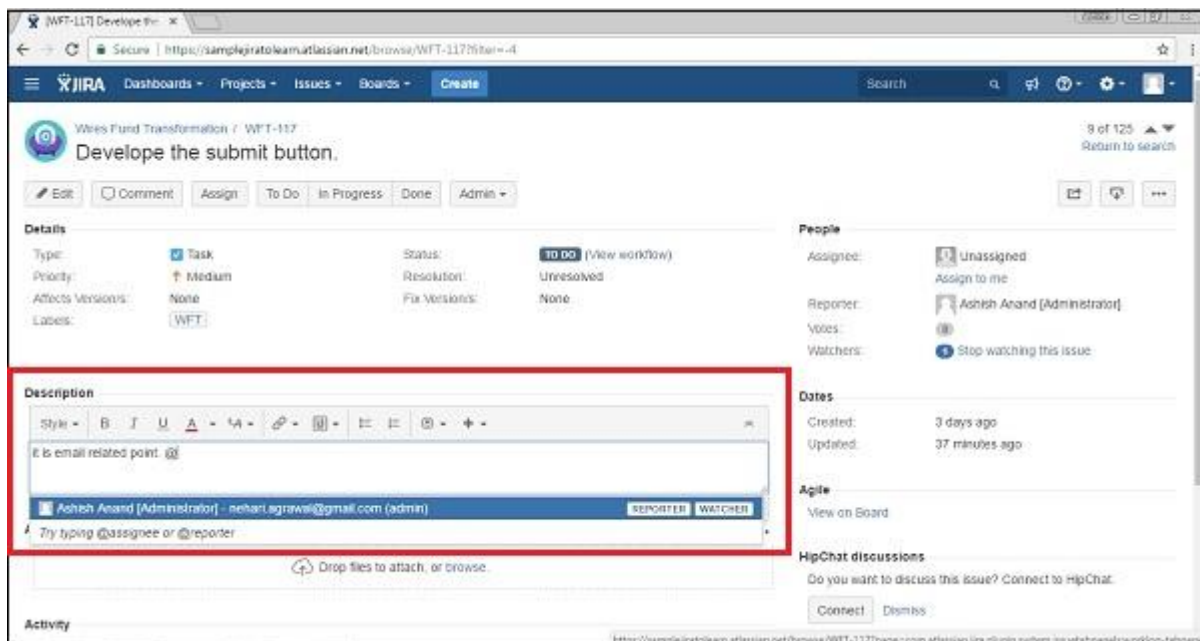 [WFT-117] Develope the
Secure | https://samplejiratolearn.atlassian.net/browse/WFT-117?filter=-4
JIRA Dashboards Projects Issues Boards Create Search
Wires Fund Transformation / WFT-117
Develope the submit button.
9 of 125
Return to search
Edit Comment Assign To Do In Progress Done Admin
Details
Type: Task
Priority: Medium
Affects Version/s: None
Labels: WFT
Status: TO DO (View workflow)
Resolution: Unresolved
Fix Version/s: None
People
Assignee: Unassigned
Assign to me
Reporter: Ashish Anand [Administrator]
Votes: 0
Watchers: 1 Stop watching this issue
Description
Style B I U A
it is email related point. @
Ashish Anand [Administrator] - nehari.agrawal@gmail.com (admin) REPORTER WATCHER
Try typing @assignee or @reporter
Drop files to attach, or browse.
Activity
Dates
Created: 3 days ago
Updated: 37 minutes ago
Agile
View on Board
HipChat discussions
Do you want to discuss this issue? Connect to HipChat.
Connect Dismiss